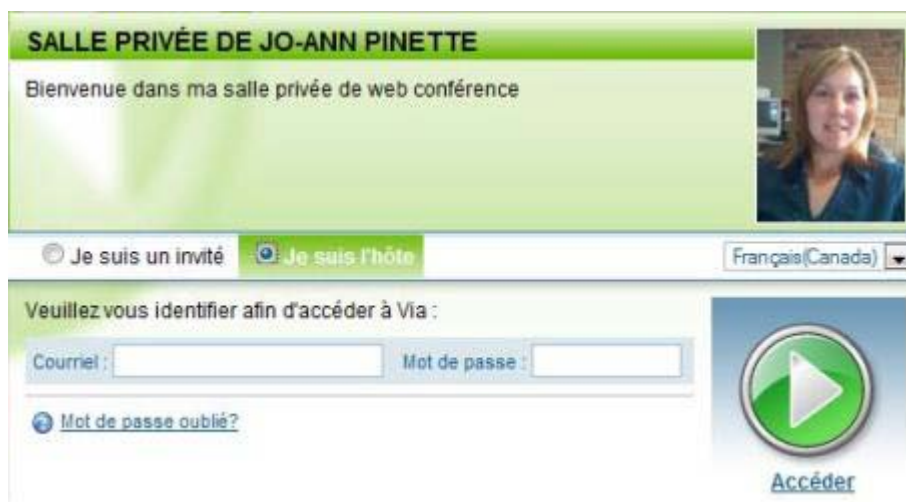 SALLE PRIVÉE DE JO-ANN PINETTE
Bienvenue dans ma salle privée de web conférence
Je suis un invité
Je suis l'hôte
Français(Canada)
Veuillez vous identifier afin d'accéder à Via :
Courriel :
Mot de passe :
Mot de passe oublié?
Accéder